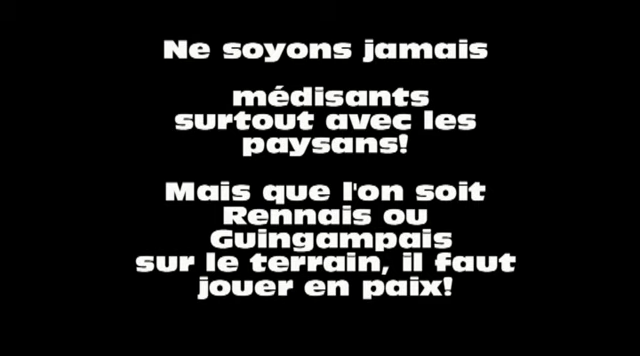 Ne soyons jamais
médisants
surtout avec les
paysans!
Mais que l'on soit
Rennais ou
Guingampais
sur le terrain, il faut
jouer en paix!